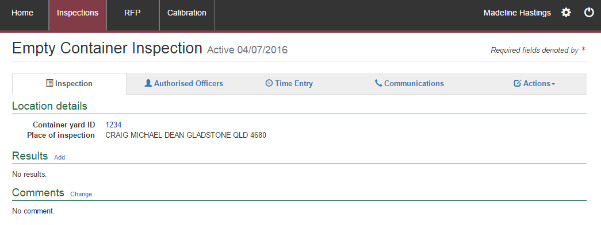 Home Inspections RFP Calibration Madeline Hastings
Empty Container Inspection Active 04/07/2016 Required fields denoted by *
Inspection Authorised Officers Time Entry Communications Actions
Location details
Container yard ID 1234
Place of inspection CRAIG MICHAEL DEAN GLADSTONE QLD 4680
Results Add
No results.
Comments Change
No comment.